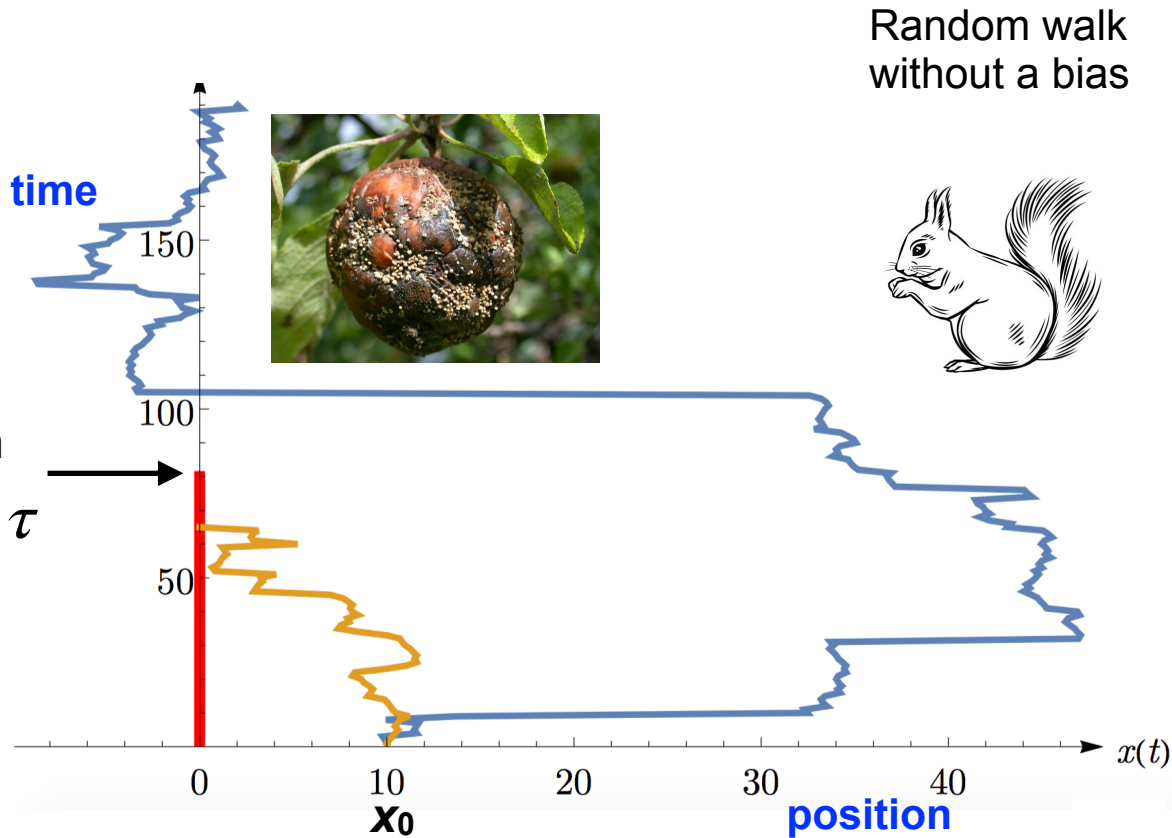 Random walk
without a bias
time
150
100
50
τ
x(t)
0
10
20
30
40
x₀
position